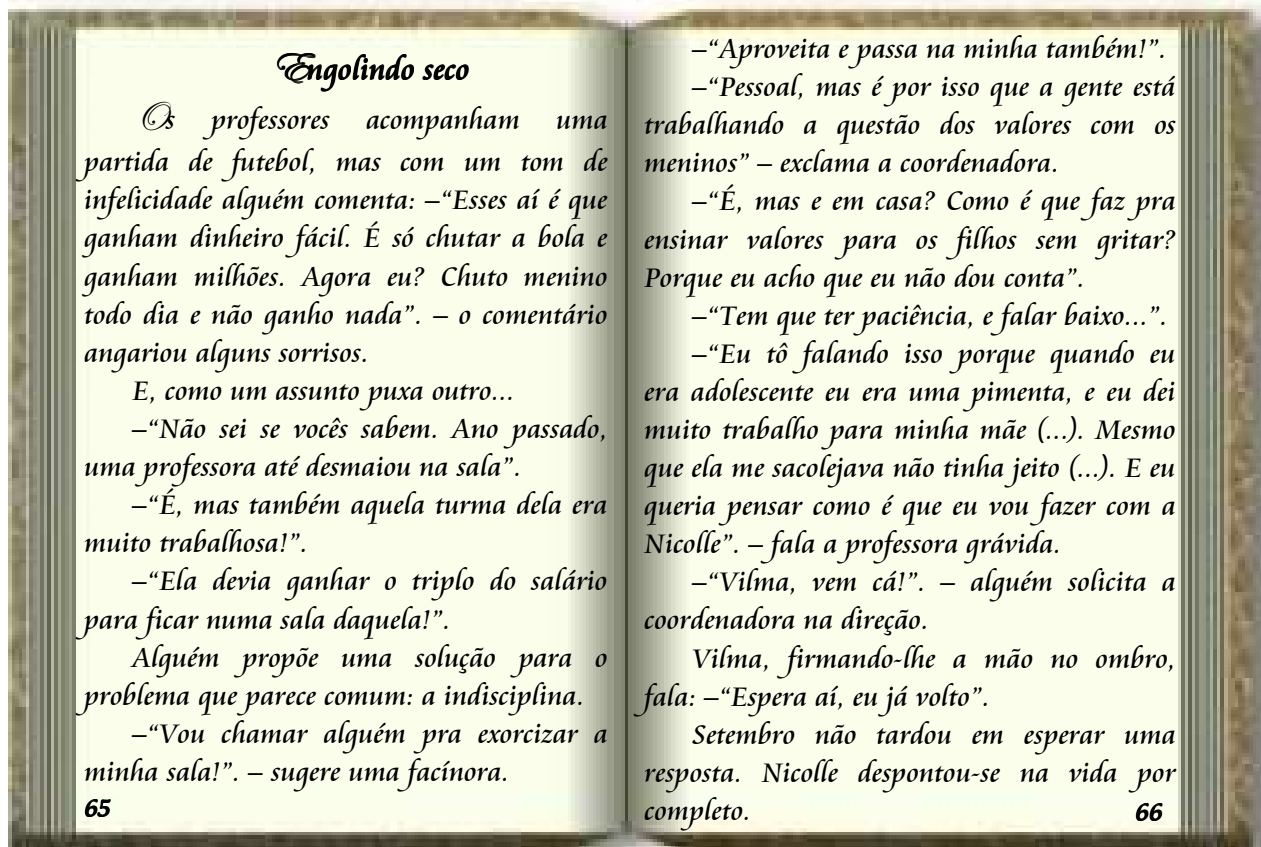 Engolindo seco
Os professores acompanham uma
partida de futebol, mas com um tom de
infelicidade alguém comenta: –“Esses aí é que
ganham dinheiro fácil. É só chutar a bola e
ganham milhões. Agora eu? Chuto menino
todo dia e não ganho nada”. – o comentário
angariou alguns sorrisos.
E, como um assunto puxa outro...
–“Não sei se vocês sabem. Ano passado,
uma professora até desmaiou na sala”.
–“É, mas também aquela turma dela era
muito trabalhosa!”.
–“Ela devia ganhar o triplo do salário
para ficar numa sala daquela!”.
Alguém propõe uma solução para o
problema que parece comum: a indisciplina.
–“Vou chamar alguém pra exorcizar a
minha sala!”. – sugere uma facínora.
65
–“Aproveita e passa na minha também!”.
–“Pessoal, mas é por isso que a gente está
trabalhando a questão dos valores com os
meninos” – exclama a coordenadora.
–“É, mas e em casa? Como é que faz pra
ensinar valores para os filhos sem gritar?
Porque eu acho que eu não dou conta”.
–“Tem que ter paciência, e falar baixo...”.
–“Eu tô falando isso porque quando eu
era adolescente eu era uma pimenta, e eu dei
muito trabalho para minha mãe (...). Mesmo
que ela me sacolejava não tinha jeito (...). E eu
queria pensar como é que eu vou fazer com a
Nicolle”. – fala a professora grávida.
–“Vilma, vem cá!”. – alguém solicita a
coordenadora na direção.
Vilma, firmando-lhe a mão no ombro,
fala: –“Espera aí, eu já volto”.
Setembro não tardou em esperar uma
resposta. Nicolle despontou-se na vida por
completo.
66